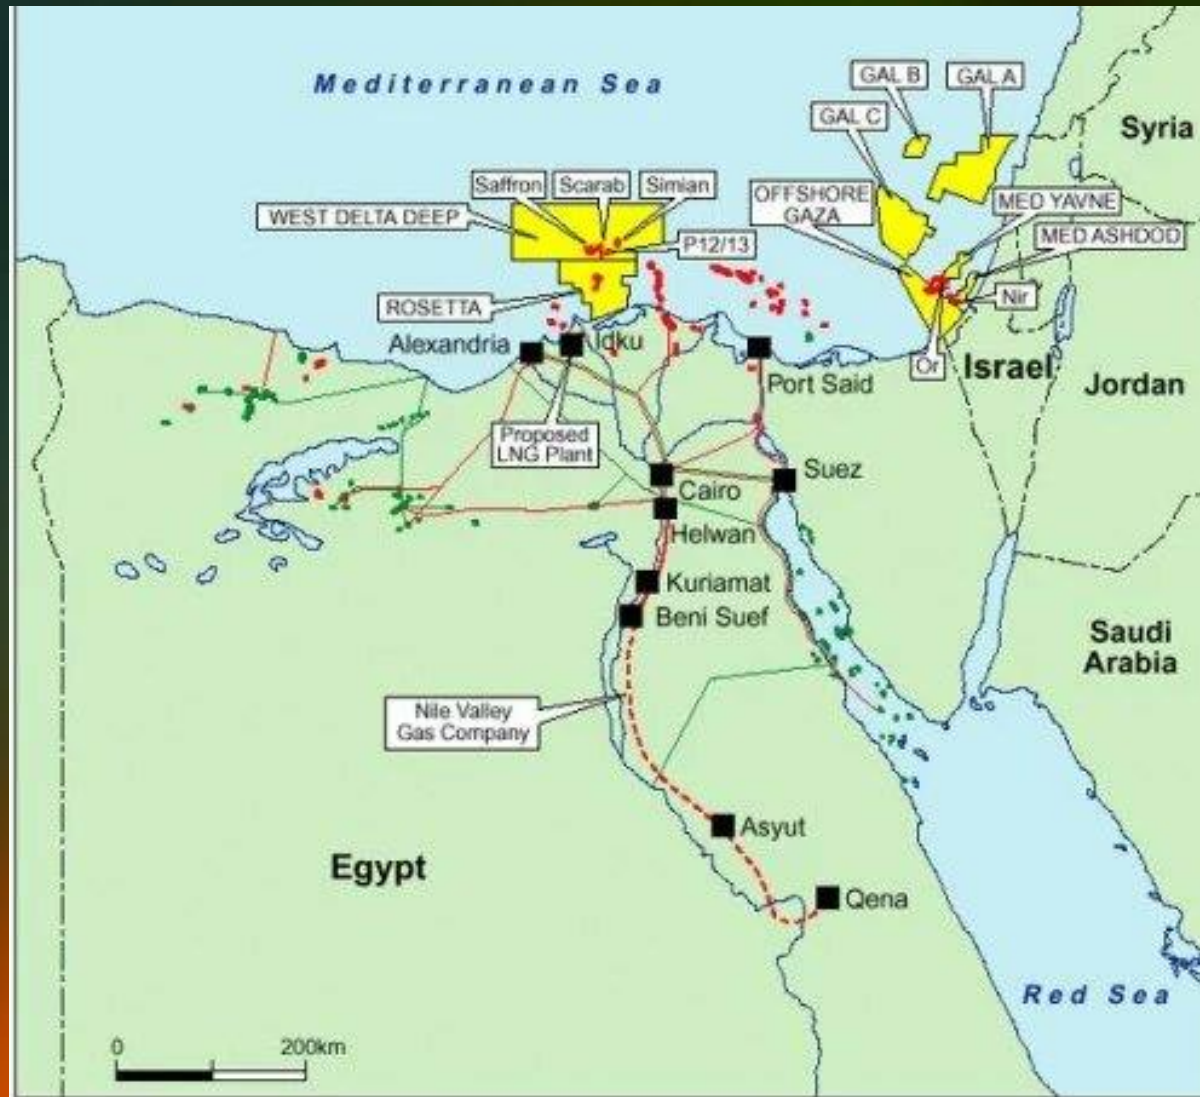 Mediterranean Sea
GAL B
GAL A
GAL C
Syria
Saffron
Scarab
Simian
OFFSHORE
GAZA
MED YAVNE
WEST DELTA DEEP
P12/13
MED ASHDOD
ROSETTA
Nir
Alexandria
Idku
Or
Israel
Jordan
Port Said
Proposed
LNG Plant
Suez
Cairo
Helwan
Kuriamat
Beni Suef
Saudi
Arabia
Nile Valley
Gas Company
Asyut
Egypt
Qena
Red Sea
0
200km